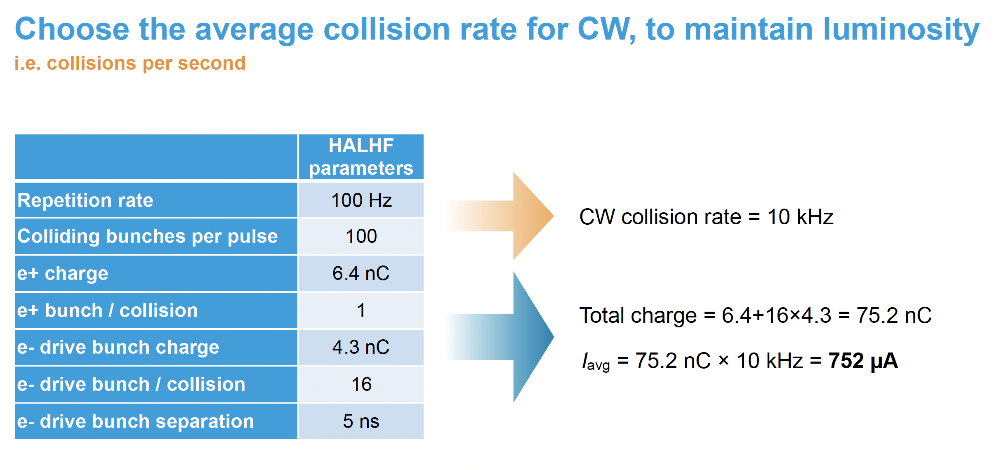 Choose the average collision rate for CW, to maintain luminosity
i.e. collisions per second
HALHF
parameters
Repetition rate 100 Hz
Colliding bunches per pulse 100
e+ charge 6.4 nC
e+ bunch / collision 1
e- drive bunch charge 4.3 nC
e- drive bunch / collision 16
e- drive bunch separation 5 ns
CW collision rate = 10 kHz
Total charge = 6.4+16×4.3 = 75.2 nC
Iavg = 75.2 nC × 10 kHz = 752 µA